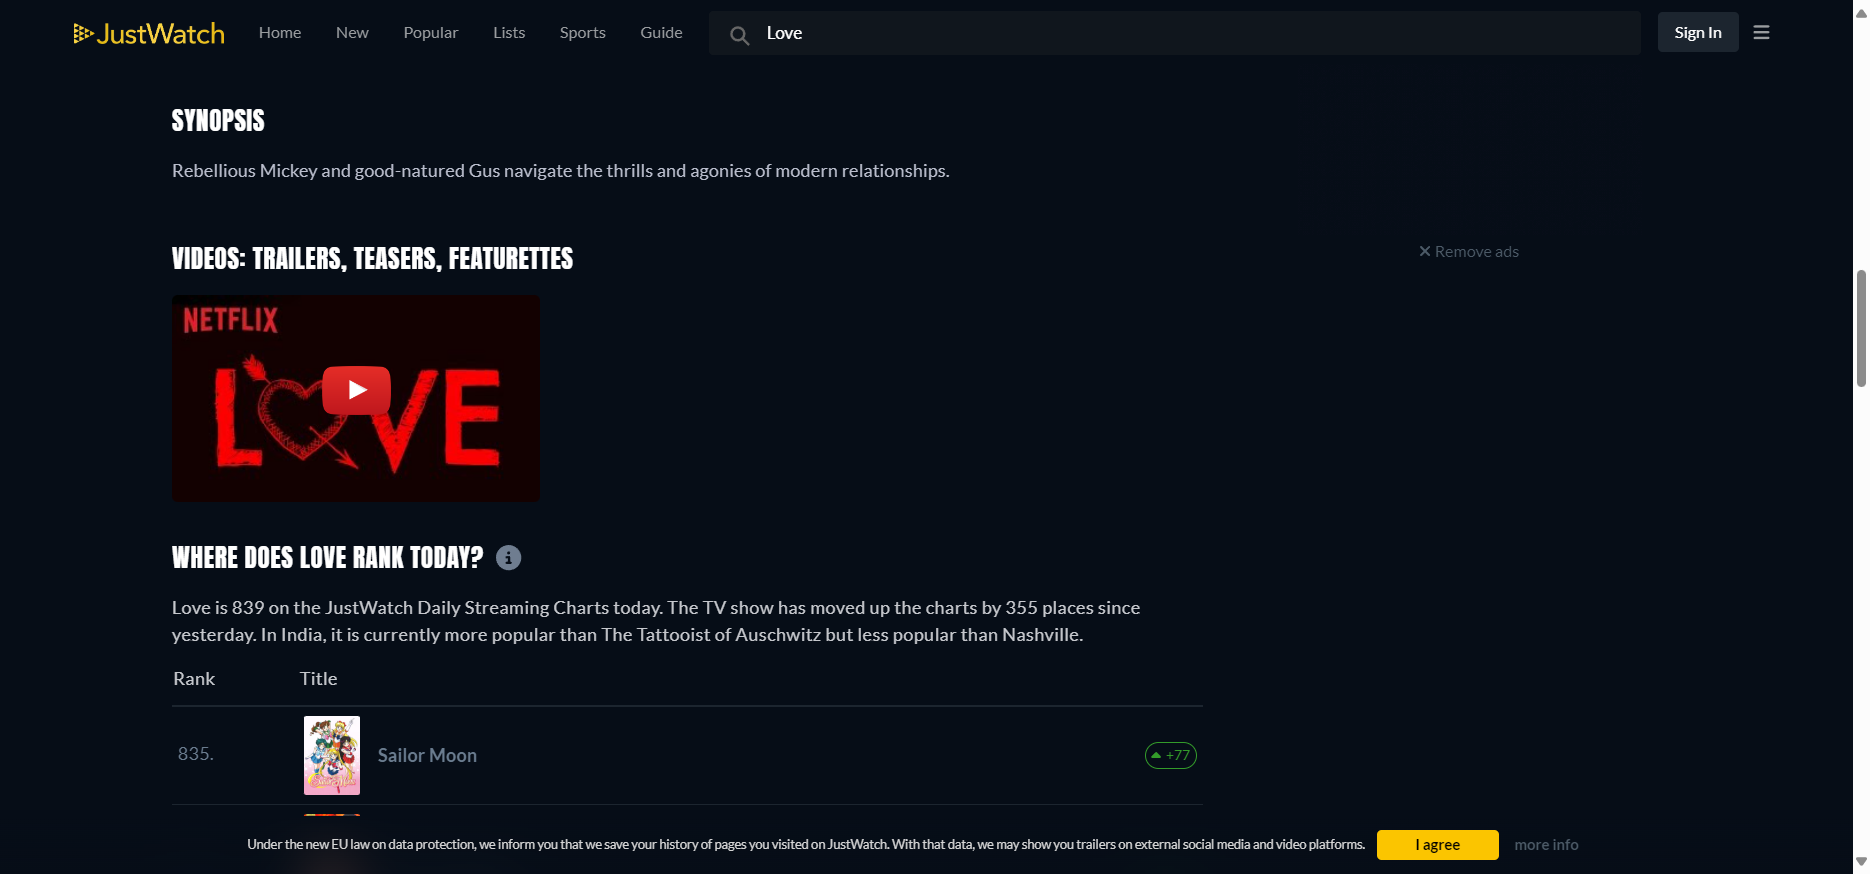 JustWatch
Home
New
Popular
Lists
Sports
Guide
Love
Sign In
SYNOPSIS
Rebellious Mickey and good-natured Gus navigate the thrills and agonies of modern relationships.
VIDEOS: TRAILERS, TEASERS, FEATURETTES
Remove ads
NETFLIX
LOVE
WHERE DOES LOVE RANK TODAY?
Love is 839 on the JustWatch Daily Streaming Charts today. The TV show has moved up the charts by 355 places since
yesterday. In India, it is currently more popular than The Tattooist of Auschwitz but less popular than Nashville.
Rank
Title
835.
Sailor Moon
+77
Under the new EU law on data protection, we inform you that we save your history of pages you visited on JustWatch. With that data, we may show you trailers on external social media and video platforms.
I agree
more info